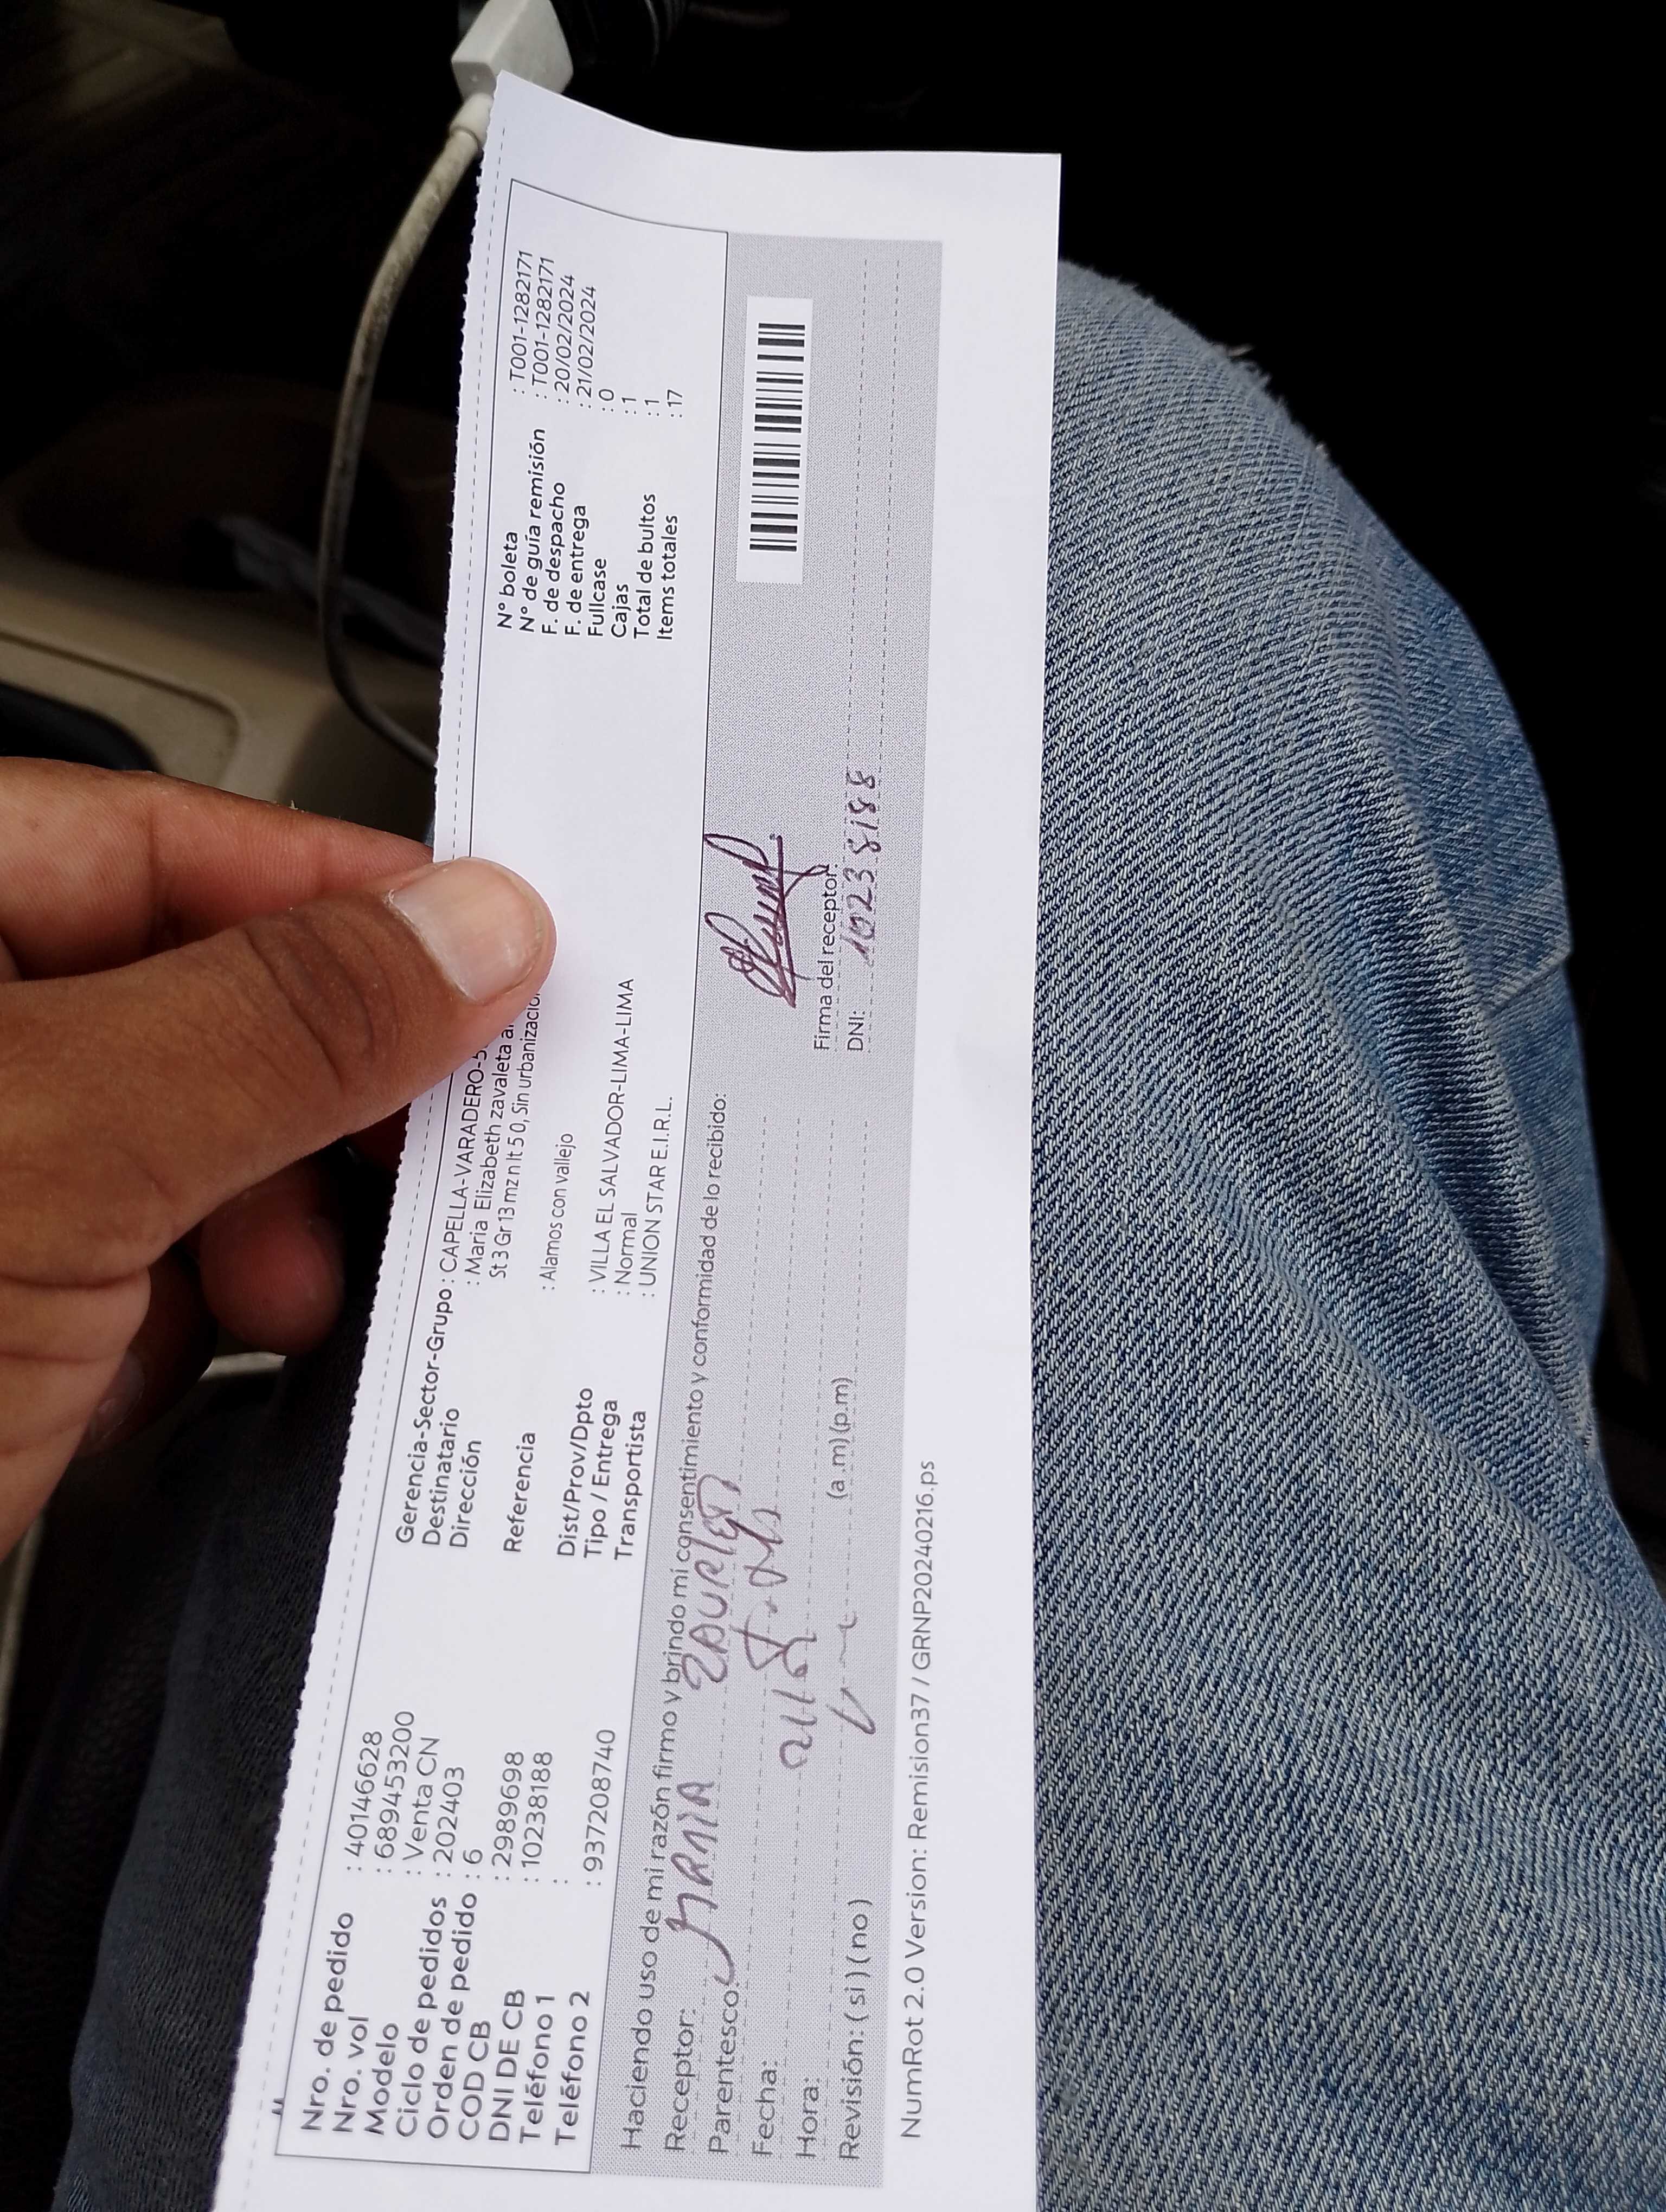 Nro. de pedido : 40146628
Nro. vol : 689453200
Modelo : Venta CN
Ciclo de pedidos : 202403
Orden de pedido : 6
COD CB : 29896 98
DNI DE CB : 10238188
Teléfono 1 :
Teléfono 2 : 937208740
Gerencia-Sector-Grupo : CAPELLA-VARADERO-5
Destinatario : Maria Elizabeth zavaleta
Dirección St 3 Gr 13 mz n lt 5 0, Sin
Referencia : Alamos con vallejo
Dist/Prov/Dpto : VILLA EL SALVADOR-LIMA-LIMA
Tipo / Entrega : Normal
Transportista : UNION STAR E.I.R.L.
N° boleta : T001-1282171
N° de guía remisión : T001-1282171
F. de despacho : 20/02/2024
F. de entrega : 21/02/2024
Fullcase : 0
Cajas : 1
Total de bultos : 1
Items totales : 17
Haciendo uso de mi razón firmo y brindo mi consentimiento y conformidad de lo recibido:
Receptor: MARIA
Parentesco:
Fecha:
Hora: (a.m)(p.m)
Revisión: (si)(no)
Firma del receptor:
DNI: 10238188
NumRot 2.0 Version: Remision37 / GRNP20240216.ps